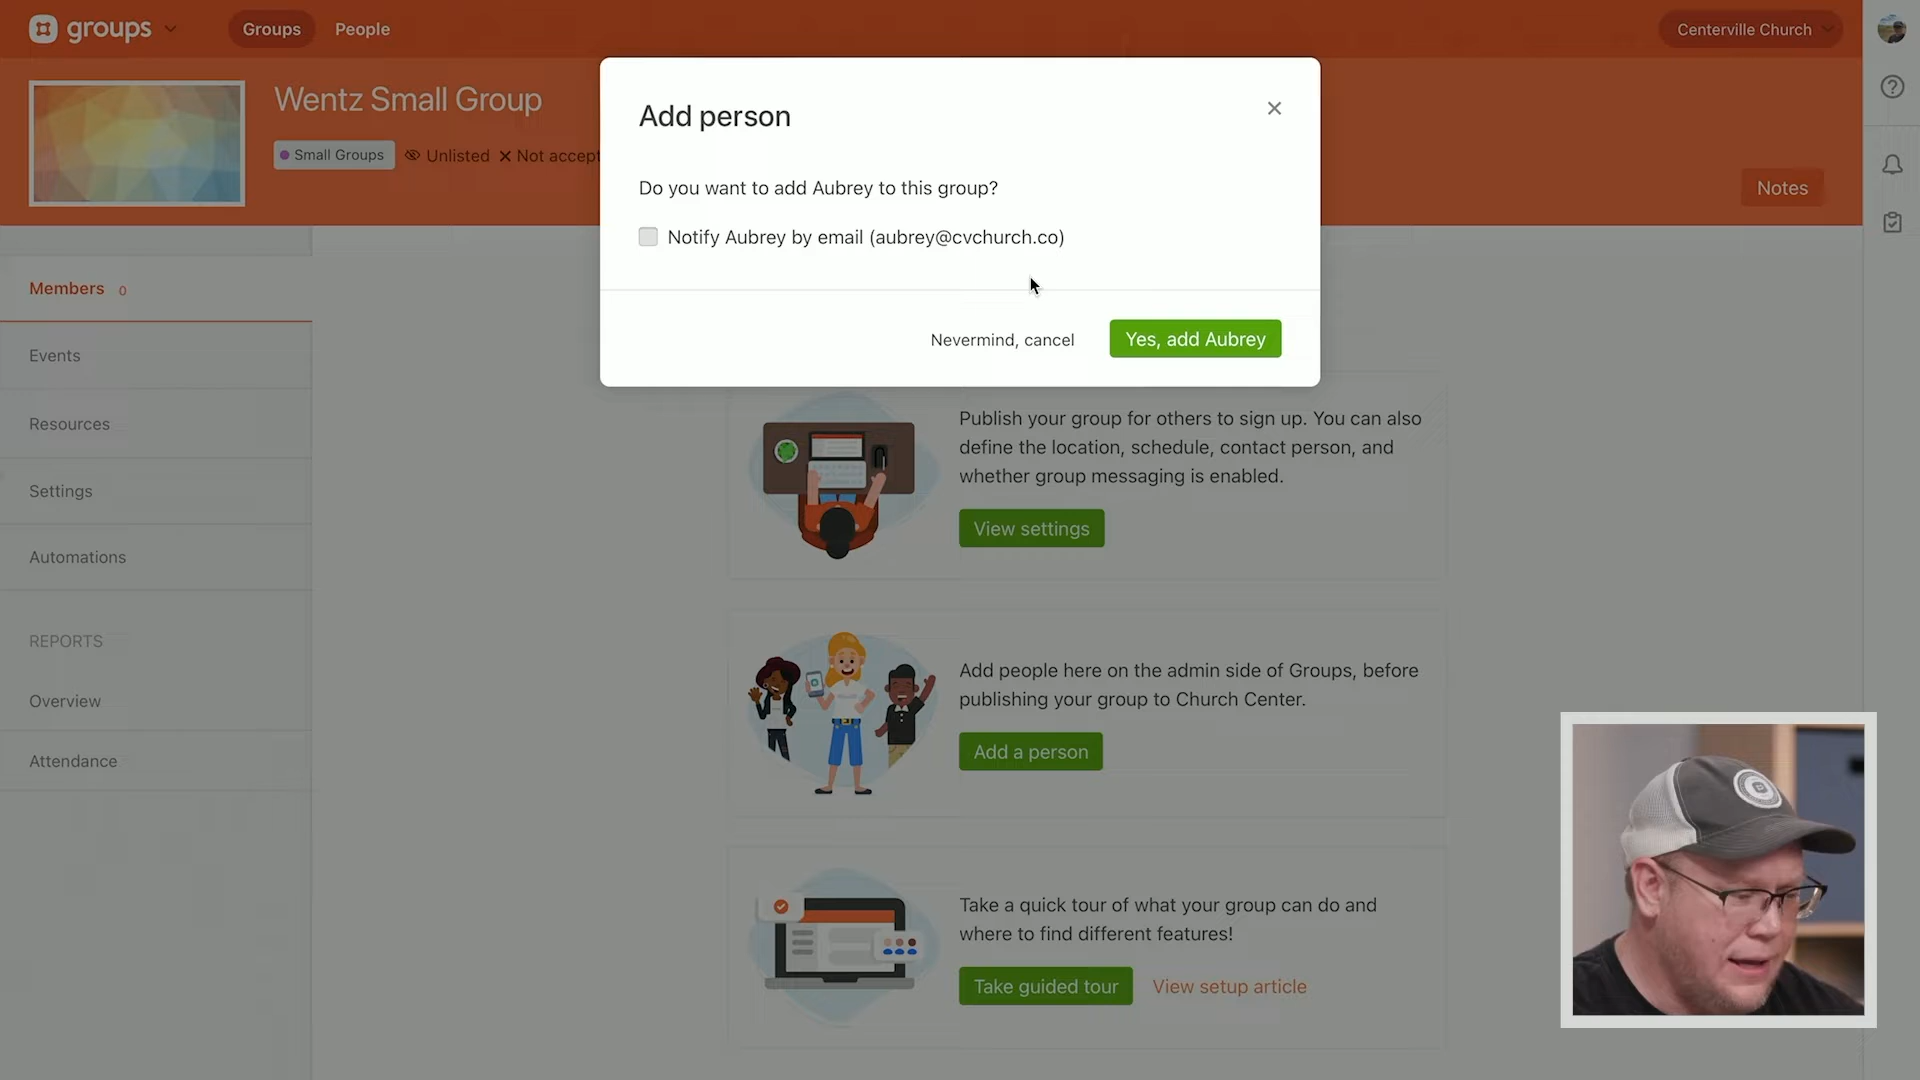 groups
Groups
People
Centerville Church
Wentz Small Group
Small Groups
Unlisted
Not accept
Notes
Add person
Do you want to add Aubrey to this group?
Notify Aubrey by email (aubrey@cvchurch.co)
Nevermind, cancel
Yes, add Aubrey
Members 0
Events
Resources
Settings
Automations
REPORTS
Overview
Attendance
Publish your group for others to sign up. You can also
define the location, schedule, contact person, and
whether group messaging is enabled.
View settings
Add people here on the admin side of Groups, before
publishing your group to Church Center.
Add a person
Take a quick tour of what your group can do and
where to find different features!
Take guided tour
View setup article